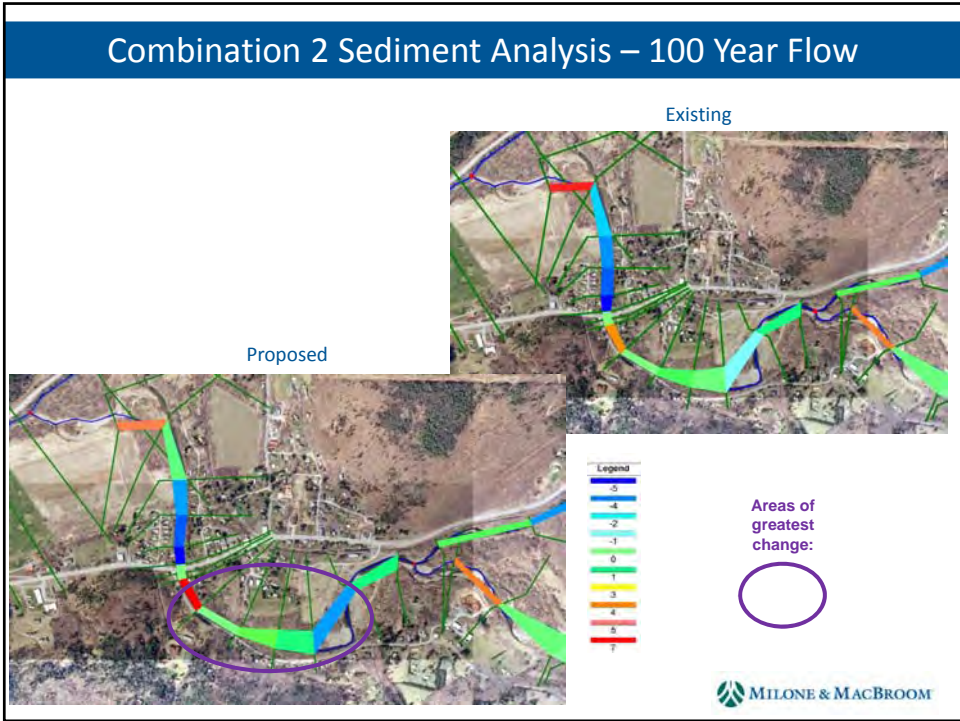 Combination 2 Sediment Analysis – 100 Year Flow
Existing
Proposed
Legend
-5
-4
-2
-1
0
1
3
4
5
7
Areas of
greatest
change:
MILONE & MACBROOM